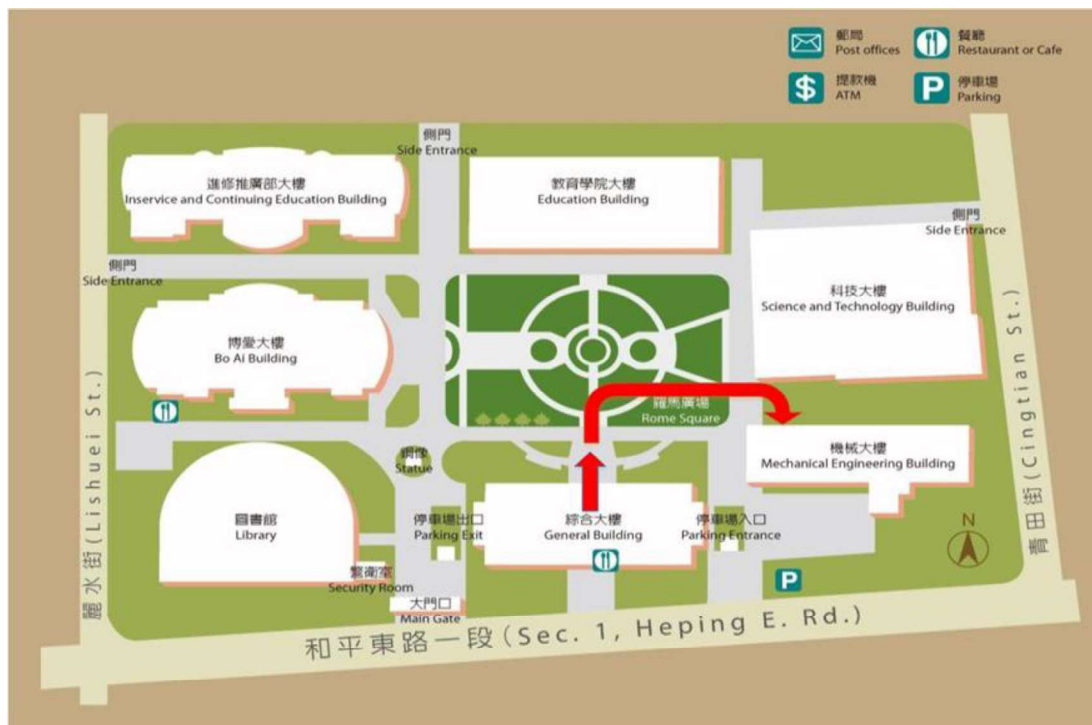 郵局
Post offices
餐廳
Restaurant or Cafe
提款機
ATM
停車場
Parking
側門
Side Entrance
進修推廣部大樓
Inservice and Continuing Education Building
教育學院大樓
Education Building
側門
Side Entrance
側門
Side Entrance
科技大樓
Science and Technology Building
博愛大樓
Bo Ai Building
羅馬廣場
Rome Square
銅像
Statue
機械大樓
Mechanical Engineering Building
圖書館
Library
停車場出口
Parking Exit
綜合大樓
General Building
停車場入口
Parking Entrance
N
警衛室
Security Room
P
大門口
Main Gate
和平東路一段(Sec. 1, Heping E. Rd.)
麗水街(Lishuei St.)
青田街(Cingtian St.)